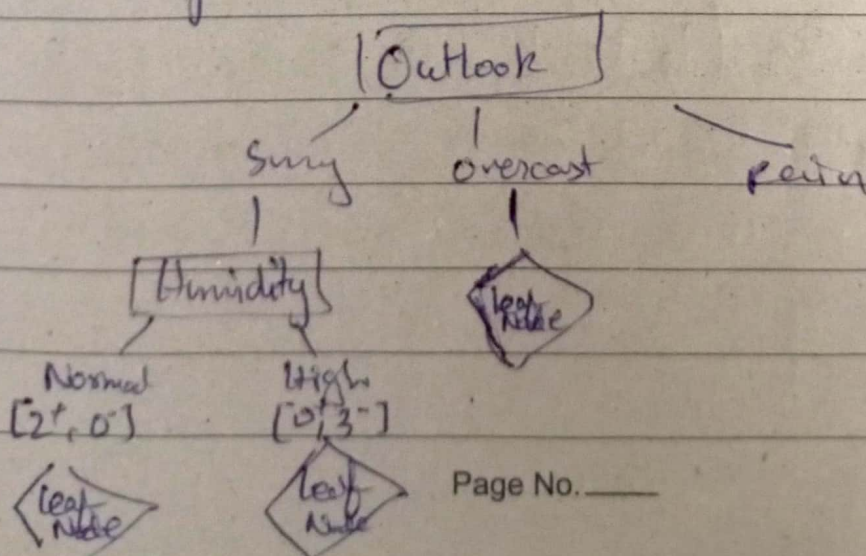 Outlook
Sunny Overcast Rain
Humidity
Leaf Node
Normal High
[2+, 0-] [0+, 3-]
Leaf Node Leaf Node
Page No.